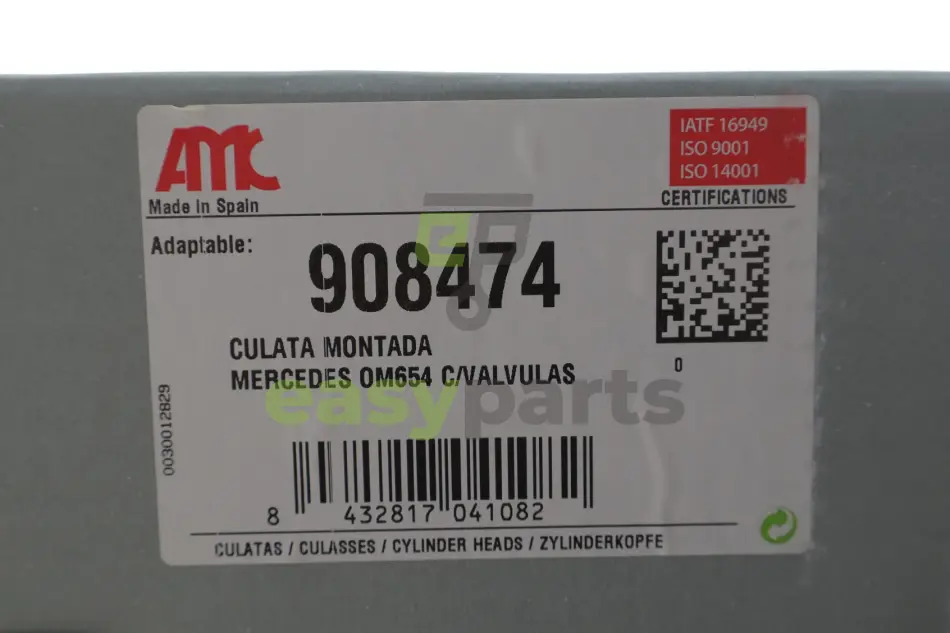 AMC
IATF 16949
ISO 9001
ISO 14001
Made in Spain
CERTIFICATIONS
Adaptable:
908474
CULATA MONTADA
MERCEDES OM654 C/VALVULAS
0
easyparts
0030012829
8 432817 041082
CULATAS / CULASSES / CYLINDER HEADS / ZYLINDERKOPFE